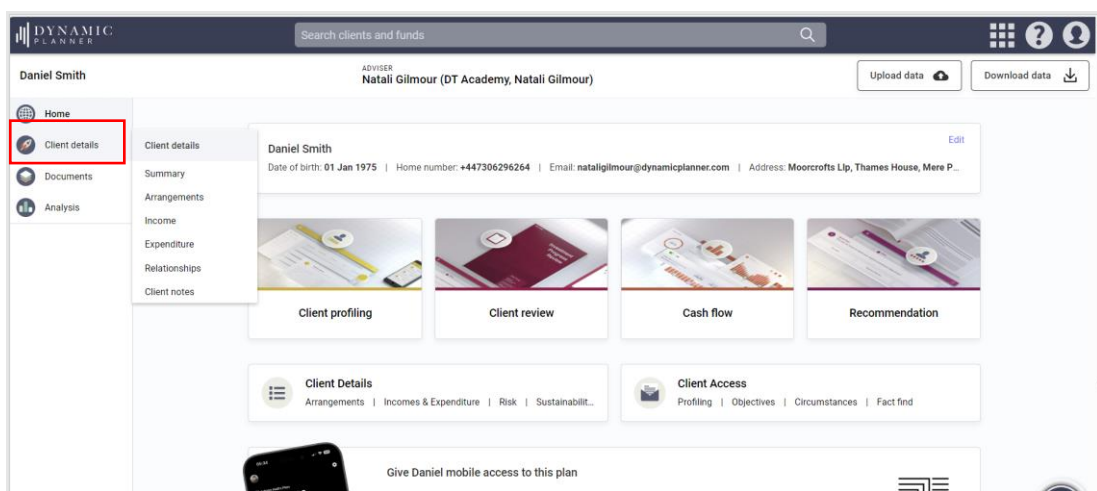 DYNAMIC
PLANNER
Search clients and funds
Daniel Smith
ADVISER
Natali Gilmour (DT Academy, Natali Gilmour)
Upload data
Download data
Home
Client details
Documents
Analysis
Client details
Summary
Arrangements
Income
Expenditure
Relationships
Client notes
Daniel Smith
Edit
Date of birth: 01 Jan 1975 | Home number: +447306296264 | Email: nataligilmour@dynamicplanner.com | Address: Moorcrofts Llp, Thames House, Mere P...
Client profiling
Client review
Cash flow
Recommendation
Client Details
Arrangements | Incomes & Expenditure | Risk | Sustainabilit...
Client Access
Profiling | Objectives | Circumstances | Fact find
Give Daniel mobile access to this plan